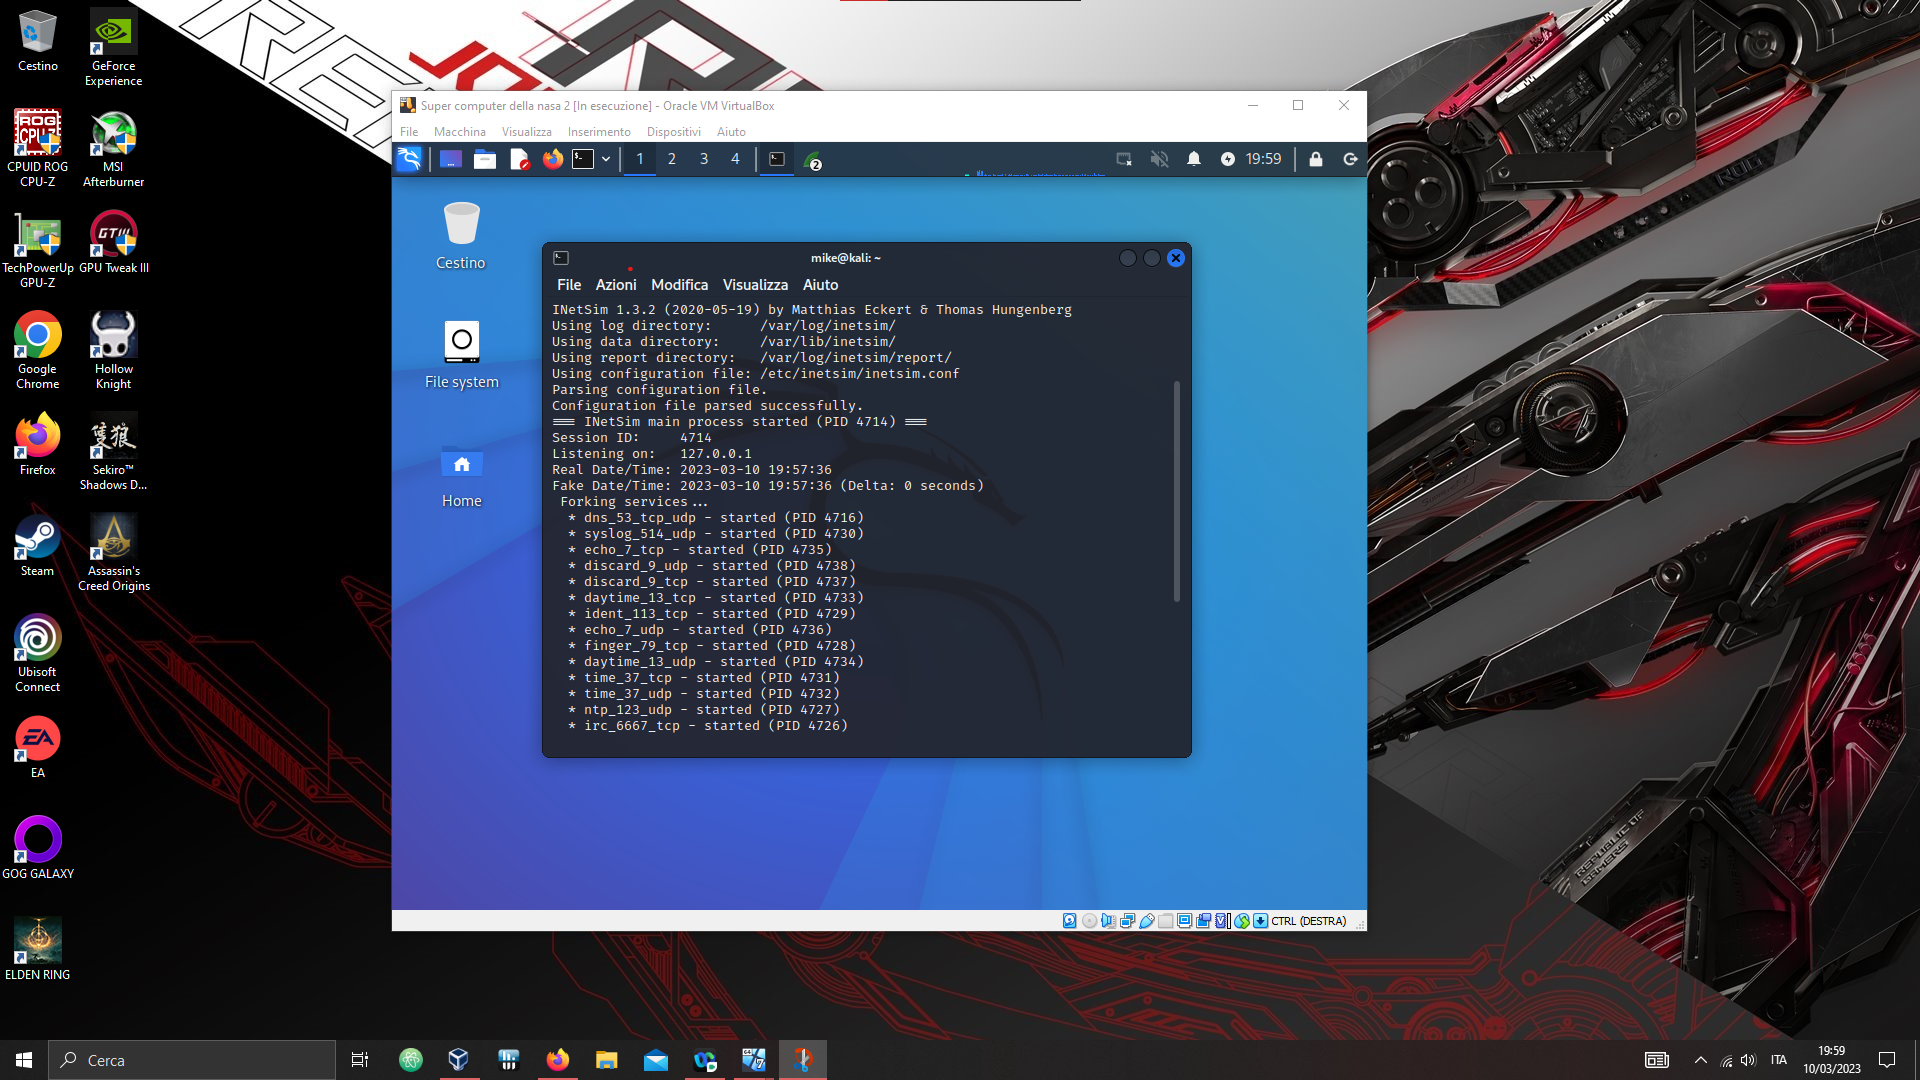 Cestino
GeForce
Experience
CPUID ROG
CPU-Z
MSI
Afterburner
TechPowerUp
GPU-Z
GPU Tweak III
Google
Chrome
Hollow
Knight
Firefox
Sekiro™
Shadows D...
Steam
Assassin's
Creed Origins
Ubisoft
Connect
EA
GOG GALAXY
ELDEN RING
Super computer della nasa 2 [In esecuzione] - Oracle VM VirtualBox
File Macchina Visualizza Inserimento Dispositivi Aiuto
1 2 3 4 2 19:59
Cestino
File system
Home
mike@kali: ~
File Azioni Modifica Visualizza Aiuto
INetSim 1.3.2 (2020-05-19) by Matthias Eckert & Thomas Hungenberg
Using log directory: /var/log/inetsim/
Using data directory: /var/lib/inetsim/
Using report directory: /var/log/inetsim/report/
Using configuration file: /etc/inetsim/inetsim.conf
Parsing configuration file.
Configuration file parsed successfully.
=== INetSim main process started (PID 4714) ===
Session ID: 4714
Listening on: 127.0.0.1
Real Date/Time: 2023-03-10 19:57:36
Fake Date/Time: 2023-03-10 19:57:36 (Delta: 0 seconds)
Forking services...
* dns_53_tcp_udp - started (PID 4716)
* syslog_514_udp - started (PID 4730)
* echo_7_tcp - started (PID 4735)
* discard_9_udp - started (PID 4738)
* discard_9_tcp - started (PID 4737)
* daytime_13_tcp - started (PID 4733)
* ident_113_tcp - started (PID 4729)
* echo_7_udp - started (PID 4736)
* finger_79_tcp - started (PID 4728)
* daytime_13_udp - started (PID 4734)
* time_37_tcp - started (PID 4731)
* time_37_udp - started (PID 4732)
* ntp_123_udp - started (PID 4727)
* irc_6667_tcp - started (PID 4726)
CTRL (DESTRA)
REPUBLIC OF
GAMERS
Cerca
ITA
19:59
10/03/2023